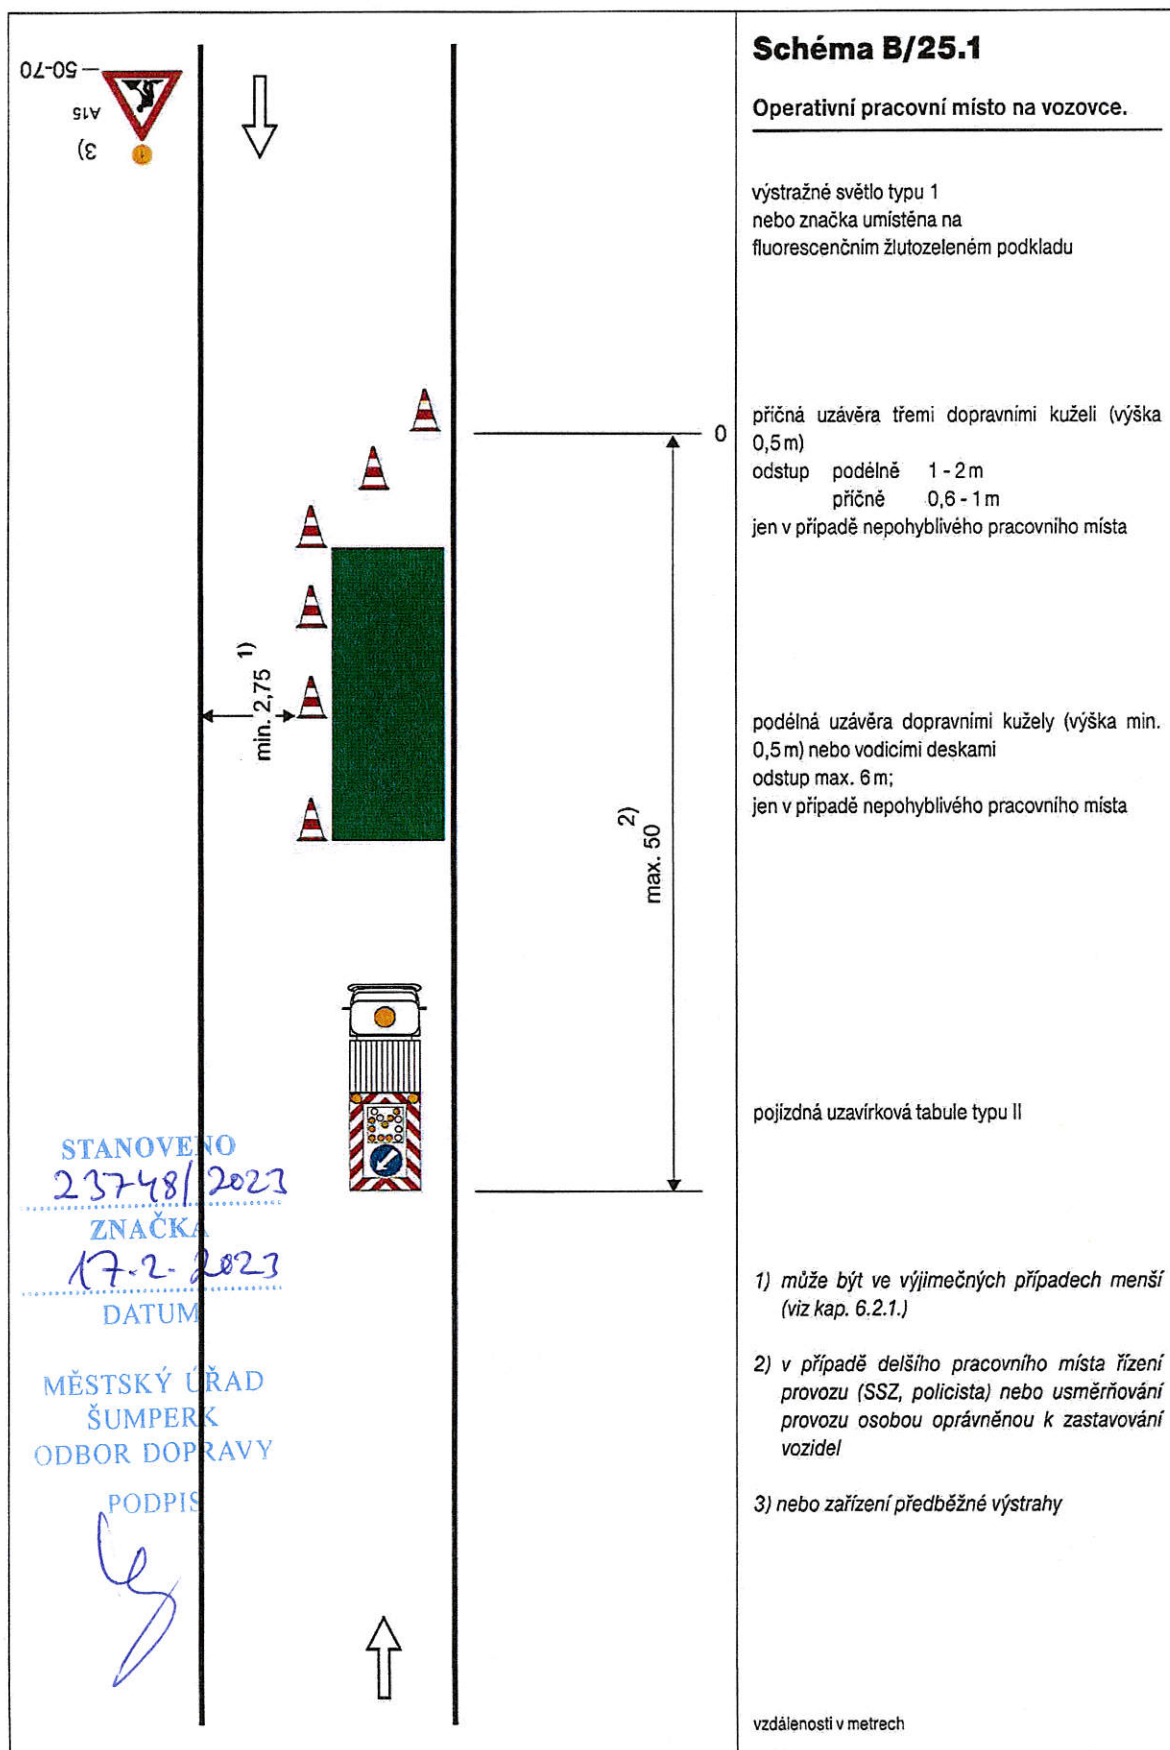 50-70
A15
3)
1
Schéma B/25.1
Operativní pracovní místo na vozovce.
výstražné světlo typu 1
nebo značka umístěna na
fluorescenčním žlutozeleném podkladu
0
příčná uzávěra třemi dopravními kuželi (výška
0,5 m)
odstup podélně 1 - 2 m
příčně 0,6 - 1 m
jen v případě nepohyblivého pracovního místa
min. 2,75 1)
podélná uzávěra dopravními kužely (výška min.
0,5 m) nebo vodicími deskami
odstup max. 6 m;
jen v případě nepohyblivého pracovního místa
max. 50 2)
pojízdná uzavírková tabule typu II
STANOVENO
23748/2023
ZNAČKA
17.2.2023
DATUM
MĚSTSKÝ ÚŘAD
ŠUMPERK
ODBOR DOPRAVY
PODPIS
1) může být ve výjimečných případech menší
(viz kap. 6.2.1.)
2) v případě delšího pracovního místa řízení
provozu (SSZ, policista) nebo usměrňování
provozu osobou oprávněnou k zastavování
vozidel
3) nebo zařízení předběžné výstrahy
vzdálenosti v metrech